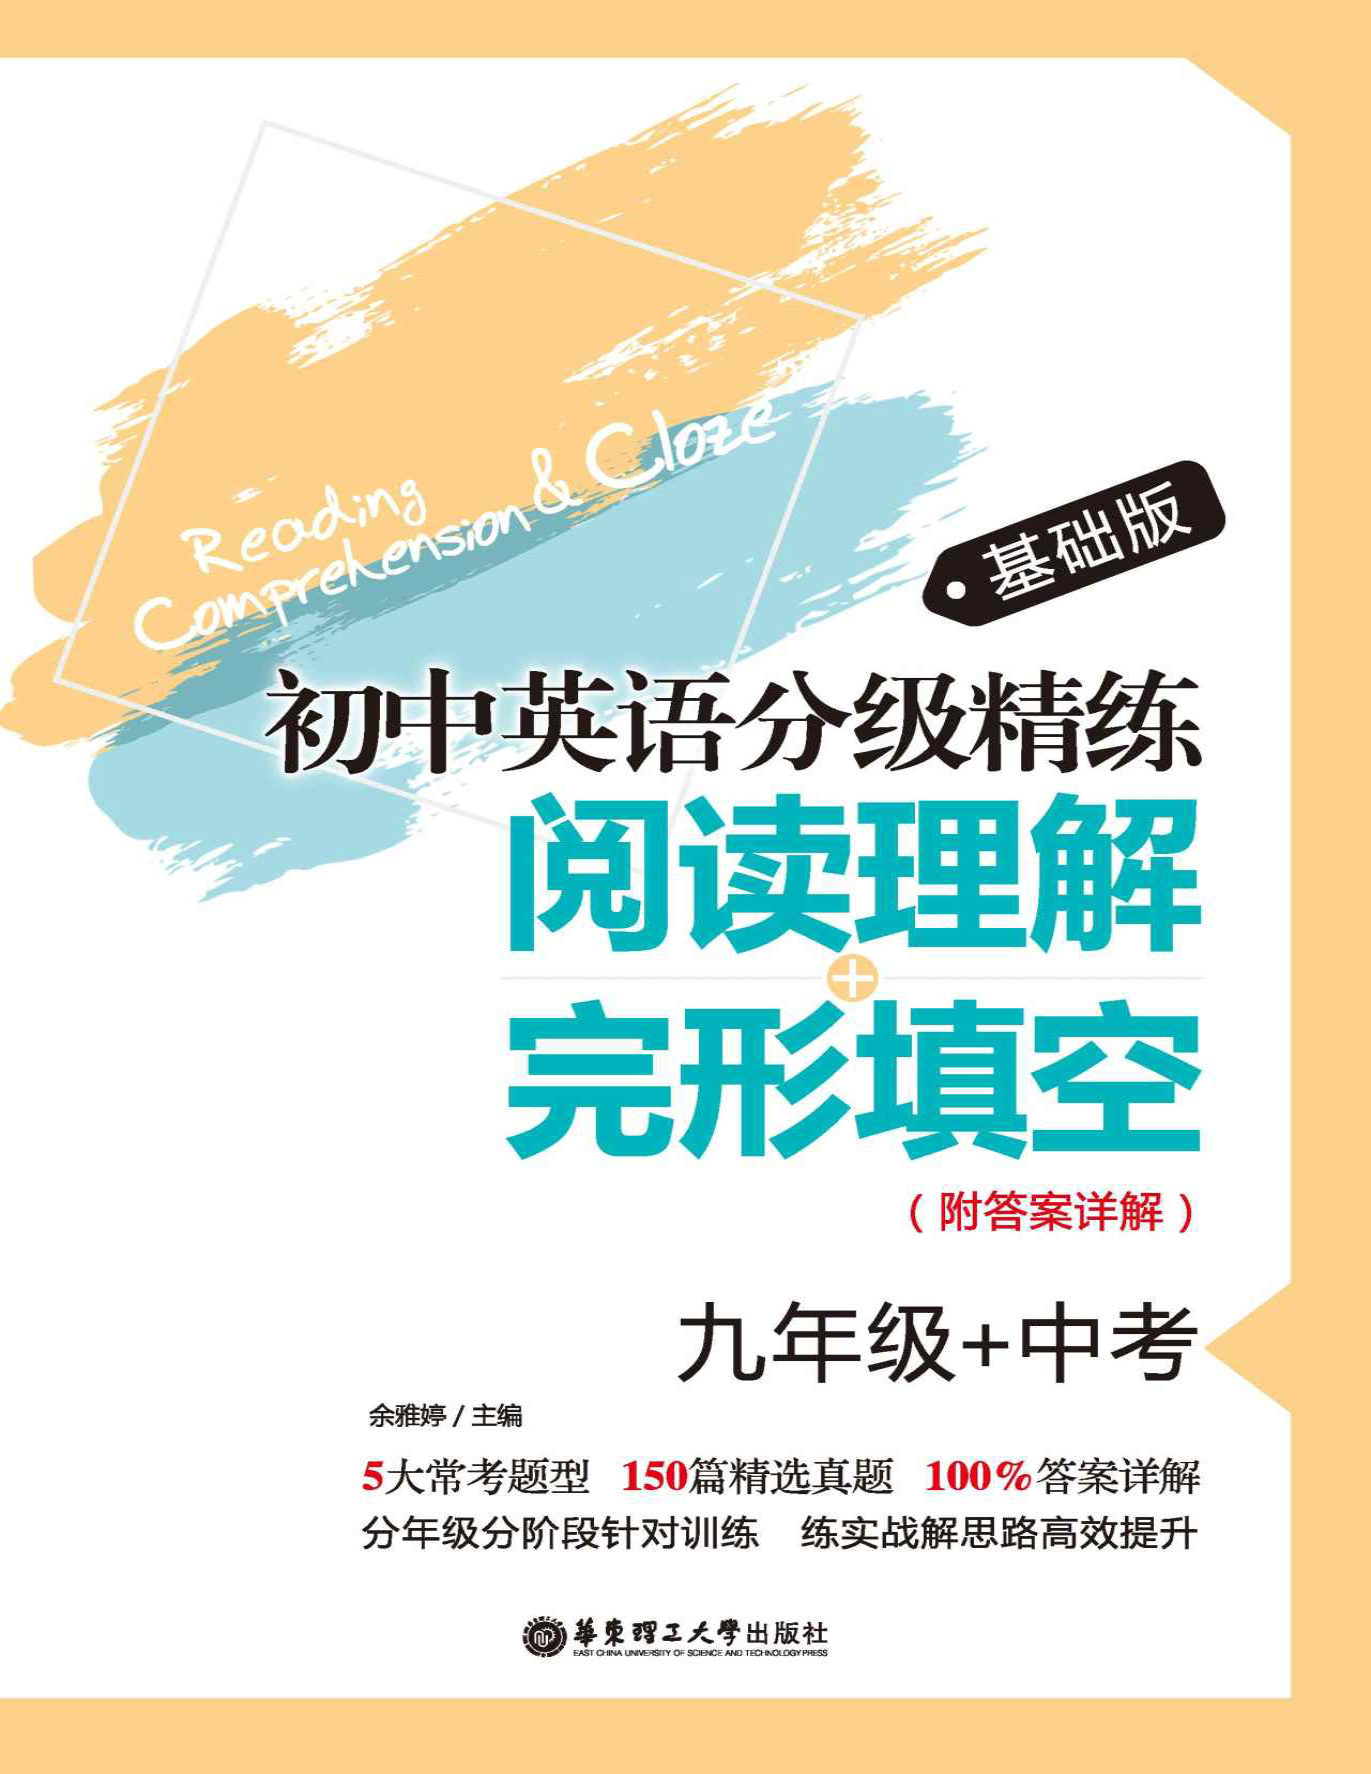 Reading
Comprehension & Cloze
基础版
初中英语分级精练
阅读理解
+
完形填空
（附答案详解）
九年级+中考
余雅婷 / 主编
5大常考题型 150篇精选真题 100%答案详解
分年级分阶段针对训练 练实战解思路高效提升
華東理工大學出版社
EAST CHINA UNIVERSITY OF SCIENCE AND TECHNOLOGY PRESS